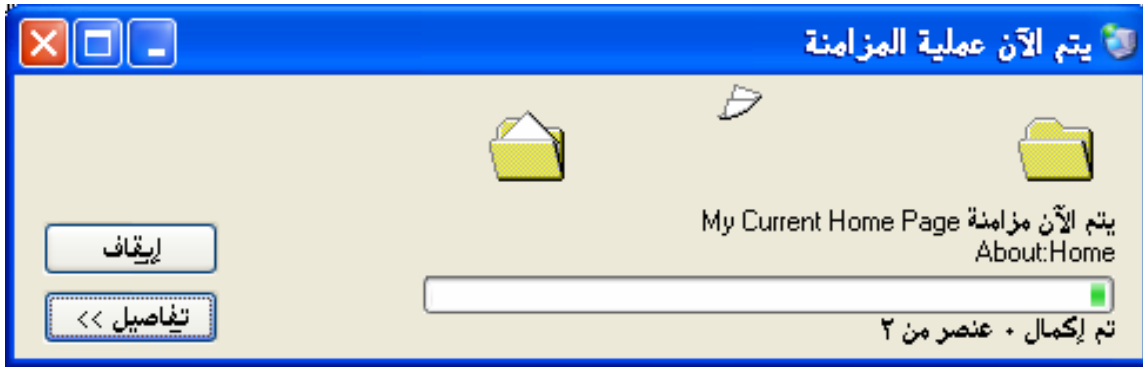 يتم الآن عملية المزامنة
يتم الآن مزامنة My Current Home Page
About:Home
إيقاف
تفاصيل >>
تم إكمال ٠ عنصر من ٢